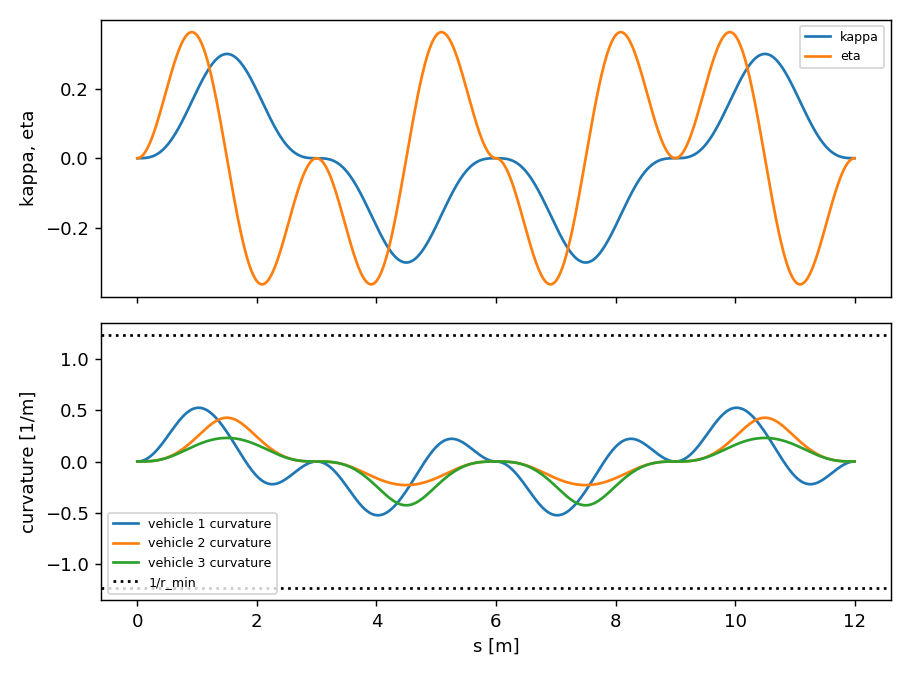 kappa, eta
0.2
0.0
−0.2
kappa
eta
curvature [1/m]
1.0
0.5
0.0
−0.5
−1.0
vehicle 1 curvature
vehicle 2 curvature
vehicle 3 curvature
1/r_min
0 2 4 6 8 10 12
s [m]